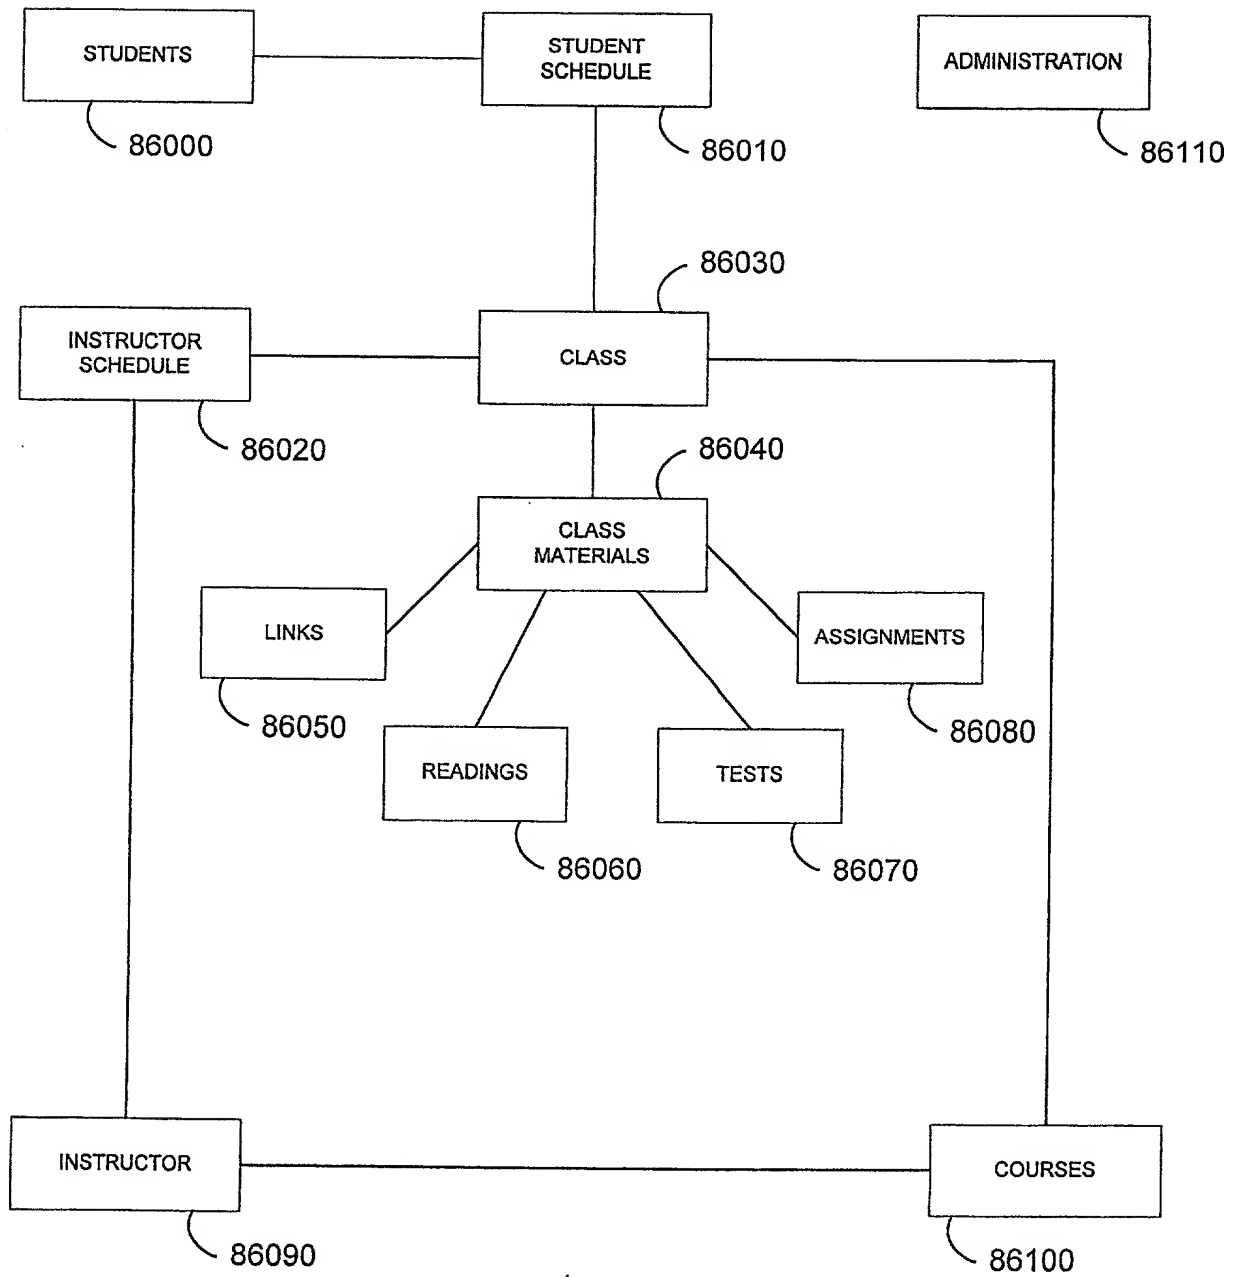 STUDENTS
STUDENT
SCHEDULE
ADMINISTRATION
86000
86010
86110
86030
INSTRUCTOR
SCHEDULE
CLASS
86020
86040
CLASS
MATERIALS
LINKS
ASSIGNMENTS
86050
86080
READINGS
TESTS
86060
86070
INSTRUCTOR
COURSES
86090
86100